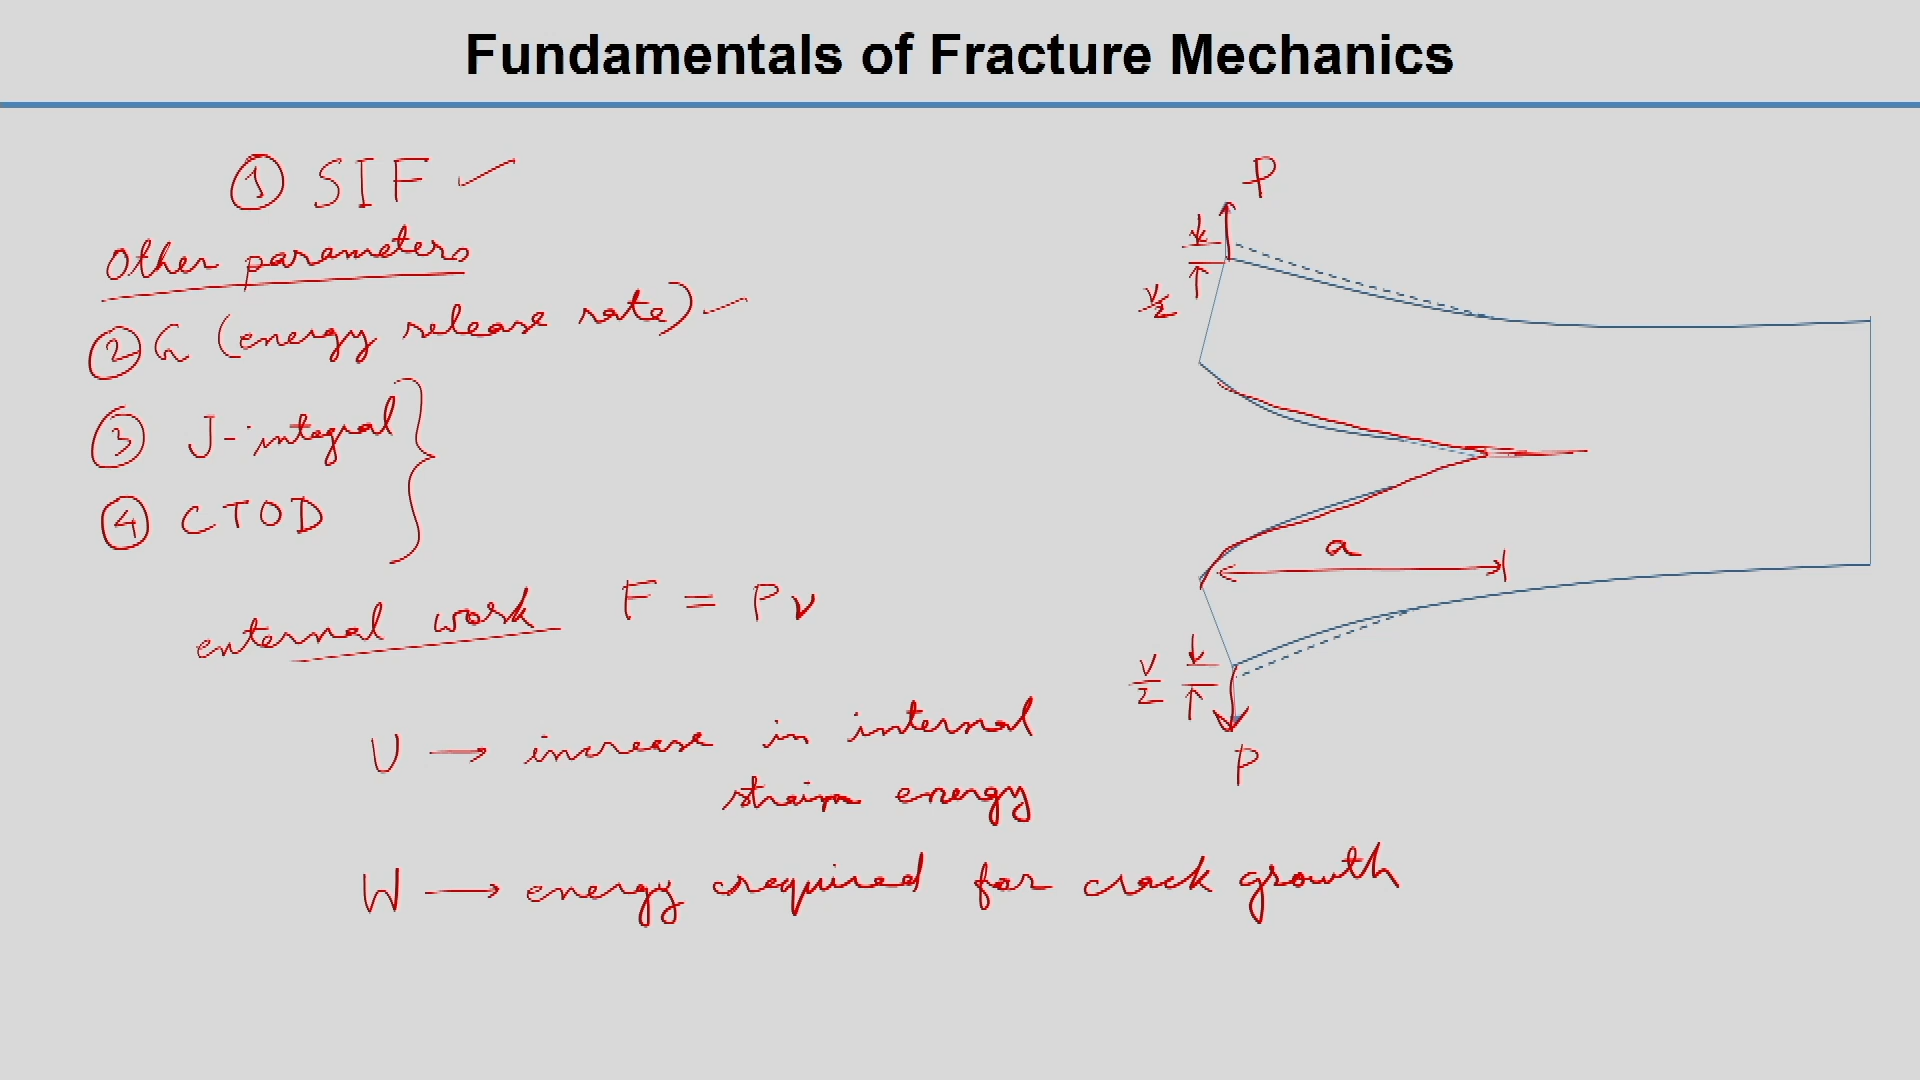 Fundamentals of Fracture Mechanics
① SIF ✓
Other parameters
② G (energy release rate) ✓
③ J-integral
④ CTOD
external work F = Pv
U → increase in internal
strain energy
W → energy required for crack growth
P
v/2
a
v/2
P